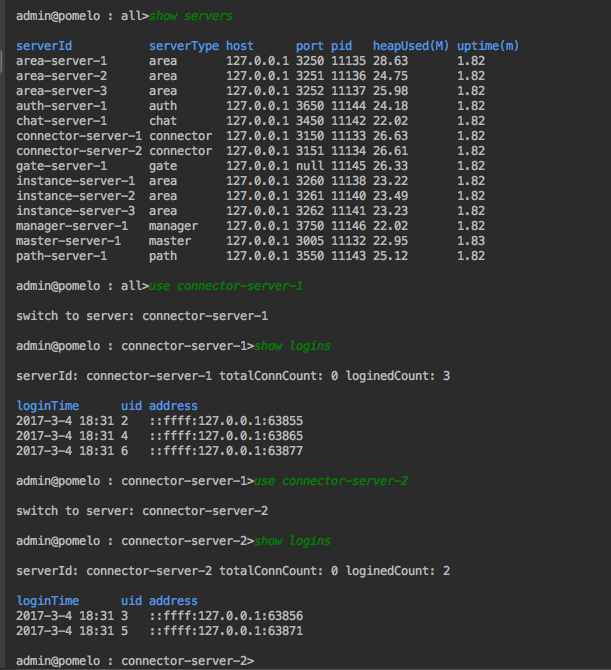 admin@pomelo : all>show servers
serverId serverType host port pid heapUsed(M) uptime(m)
area-server-1 area 127.0.0.1 3250 11135 28.63 1.82
area-server-2 area 127.0.0.1 3251 11136 24.75 1.82
area-server-3 area 127.0.0.1 3252 11137 25.98 1.82
auth-server-1 auth 127.0.0.1 3650 11144 24.18 1.82
chat-server-1 chat 127.0.0.1 3450 11142 22.02 1.82
connector-server-1 connector 127.0.0.1 3150 11133 26.63 1.82
connector-server-2 connector 127.0.0.1 3151 11134 26.61 1.82
gate-server-1 gate 127.0.0.1 null 11145 26.33 1.82
instance-server-1 area 127.0.0.1 3260 11138 23.22 1.82
instance-server-2 area 127.0.0.1 3261 11140 23.49 1.82
instance-server-3 area 127.0.0.1 3262 11141 23.23 1.82
manager-server-1 manager 127.0.0.1 3750 11146 22.02 1.82
master-server-1 master 127.0.0.1 3005 11132 22.95 1.83
path-server-1 path 127.0.0.1 3550 11143 25.12 1.82
admin@pomelo : all>use connector-server-1
switch to server: connector-server-1
admin@pomelo : connector-server-1>show logins
serverId: connector-server-1 totalConnCount: 0 loginedCount: 3
loginTime uid address
2017-3-4 18:31 2 ::ffff:127.0.0.1:63855
2017-3-4 18:31 4 ::ffff:127.0.0.1:63865
2017-3-4 18:31 6 ::ffff:127.0.0.1:63877
admin@pomelo : connector-server-1>use connector-server-2
switch to server: connector-server-2
admin@pomelo : connector-server-2>show logins
serverId: connector-server-2 totalConnCount: 0 loginedCount: 2
loginTime uid address
2017-3-4 18:31 3 ::ffff:127.0.0.1:63856
2017-3-4 18:31 5 ::ffff:127.0.0.1:63871
admin@pomelo : connector-server-2>